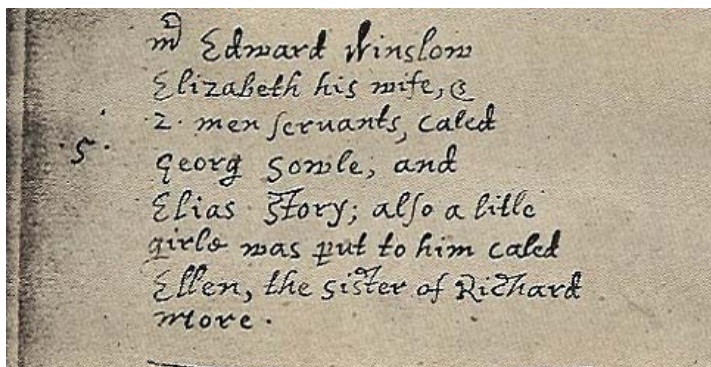 mr Edward Winslow
Elizabeth his wife, &
·2· men servants, caled
·5· Georg Sowle, and
Elias Story; also a litle
girle was put to him caled
Ellen, the sister of Richard
More·